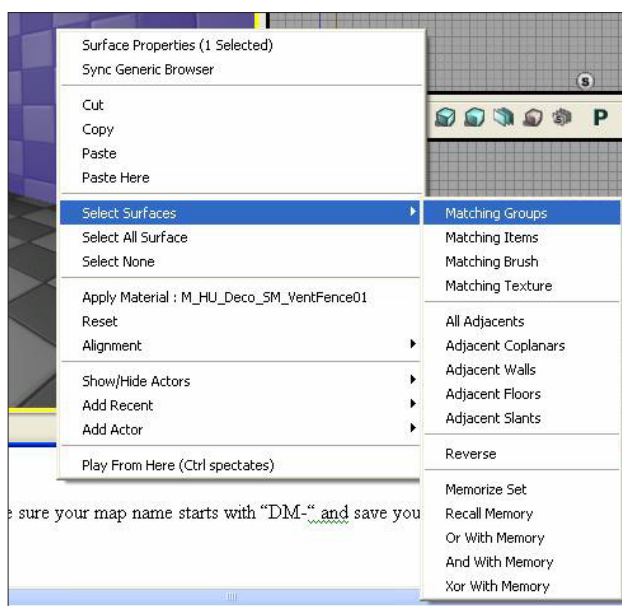 Surface Properties (1 Selected)
Sync Generic Browser
Cut
Copy
Paste
Paste Here
Select Surfaces
Select All Surface
Select None
Apply Material : M_HU_Deco_SM_VentFence01
Reset
Alignment
Show/Hide Actors
Add Recent
Add Actor
Play From Here (Ctrl spectates)
S
P
Matching Groups
Matching Items
Matching Brush
Matching Texture
All Adjacents
Adjacent Coplanars
Adjacent Walls
Adjacent Floors
Adjacent Slants
Reverse
Memorize Set
Recall Memory
Or With Memory
And With Memory
Xor With Memory
e sure your map name starts with “DM-“ and save you